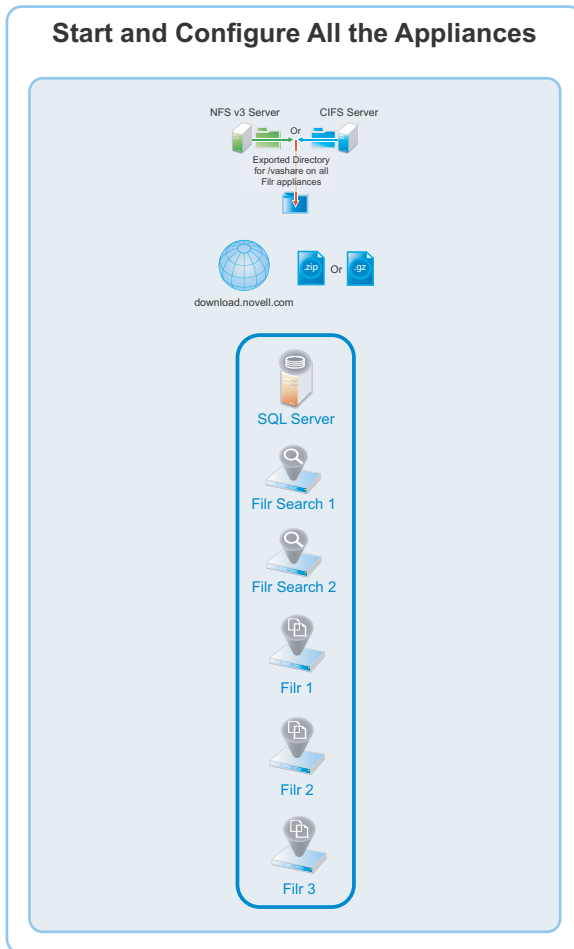 Start and Configure All the Appliances
NFS v3 Server
CIFS Server
Or
Exported Directory
for /vashare on all
Filr appliances
.zip
Or
.gz
download.novell.com
SQL Server
Filr Search 1
Filr Search 2
Filr 1
Filr 2
Filr 3